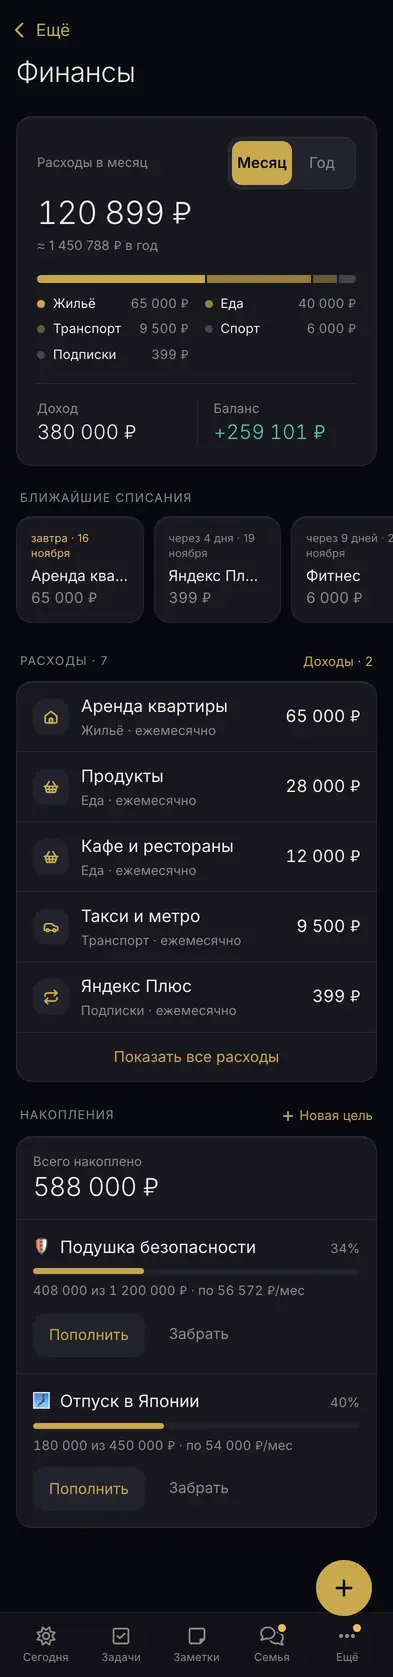 Ещё
Финансы
Расходы в месяц
Месяц
Год
120 899 ₽
≈ 1 450 788 ₽ в год
Жильё 65 000 ₽
Еда 40 000 ₽
Транспорт 9 500 ₽
Спорт 6 000 ₽
Подписки 399 ₽
Доход
380 000 ₽
Баланс
+259 101 ₽
БЛИЖАЙШИЕ СПИСАНИЯ
завтра · 16
ноября
Аренда ква...
65 000 ₽
через 4 дня · 19
ноября
Яндекс Пл...
399 ₽
через 9 дней · 2
ноября
Фитнес
6 000 ₽
РАСХОДЫ · 7
Доходы · 2
Аренда квартиры
Жильё · ежемесячно
65 000 ₽
Продукты
Еда · ежемесячно
28 000 ₽
Кафе и рестораны
Еда · ежемесячно
12 000 ₽
Такси и метро
Транспорт · ежемесячно
9 500 ₽
Яндекс Плюс
Подписки · ежемесячно
399 ₽
Показать все расходы
НАКОПЛЕНИЯ
+ Новая цель
Всего накоплено
588 000 ₽
Подушка безопасности 34%
408 000 из 1 200 000 ₽ · по 56 572 ₽/мес
Пополнить
Забрать
Отпуск в Японии 40%
180 000 из 450 000 ₽ · по 54 000 ₽/мес
Пополнить
Забрать
+
Сегодня
Задачи
Заметки
Семья
Ещё